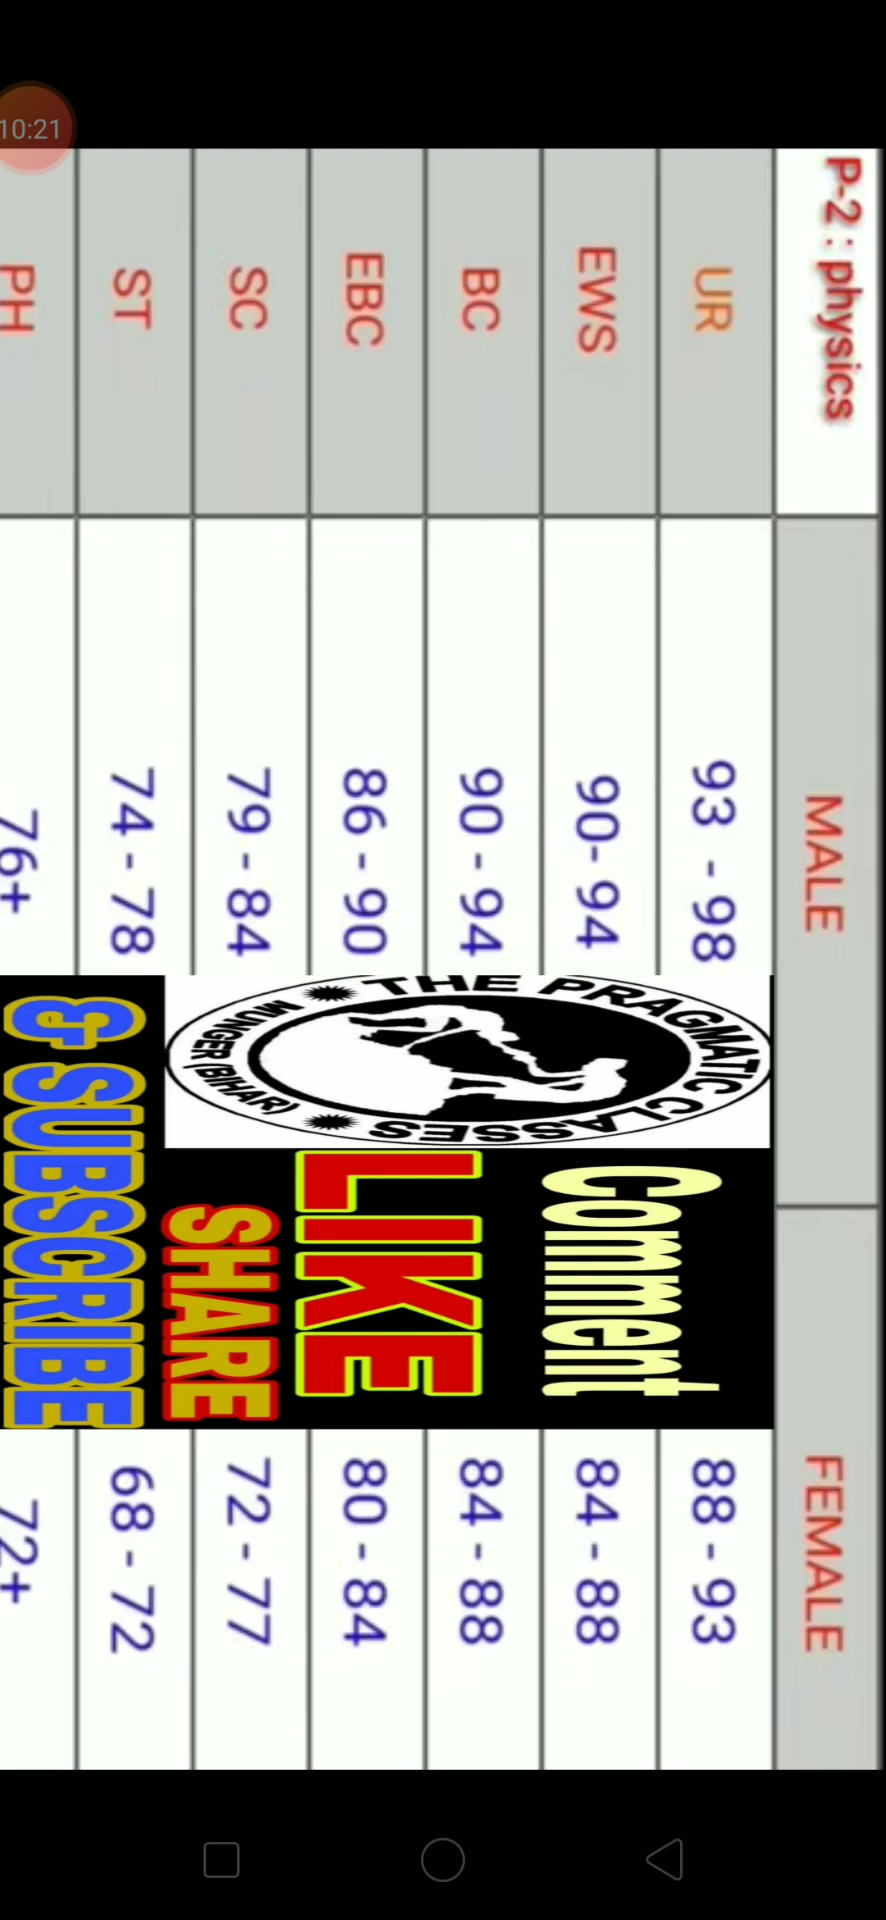 10:21
P-2 : physics MALE FEMALE
UR 93 - 98 88 - 93
EWS 90- 94 84 - 88
BC 90 - 94 84 - 88
EBC 86 - 90 80 - 84
SC 79 - 84 72 - 77
ST 74 - 78 68 - 72
PH 76+ 72+
THE PRAGMATIC CLASSES
MUNGER (BIHAR)
Comment
LIKE
SHARE
& SUBSCRIBE